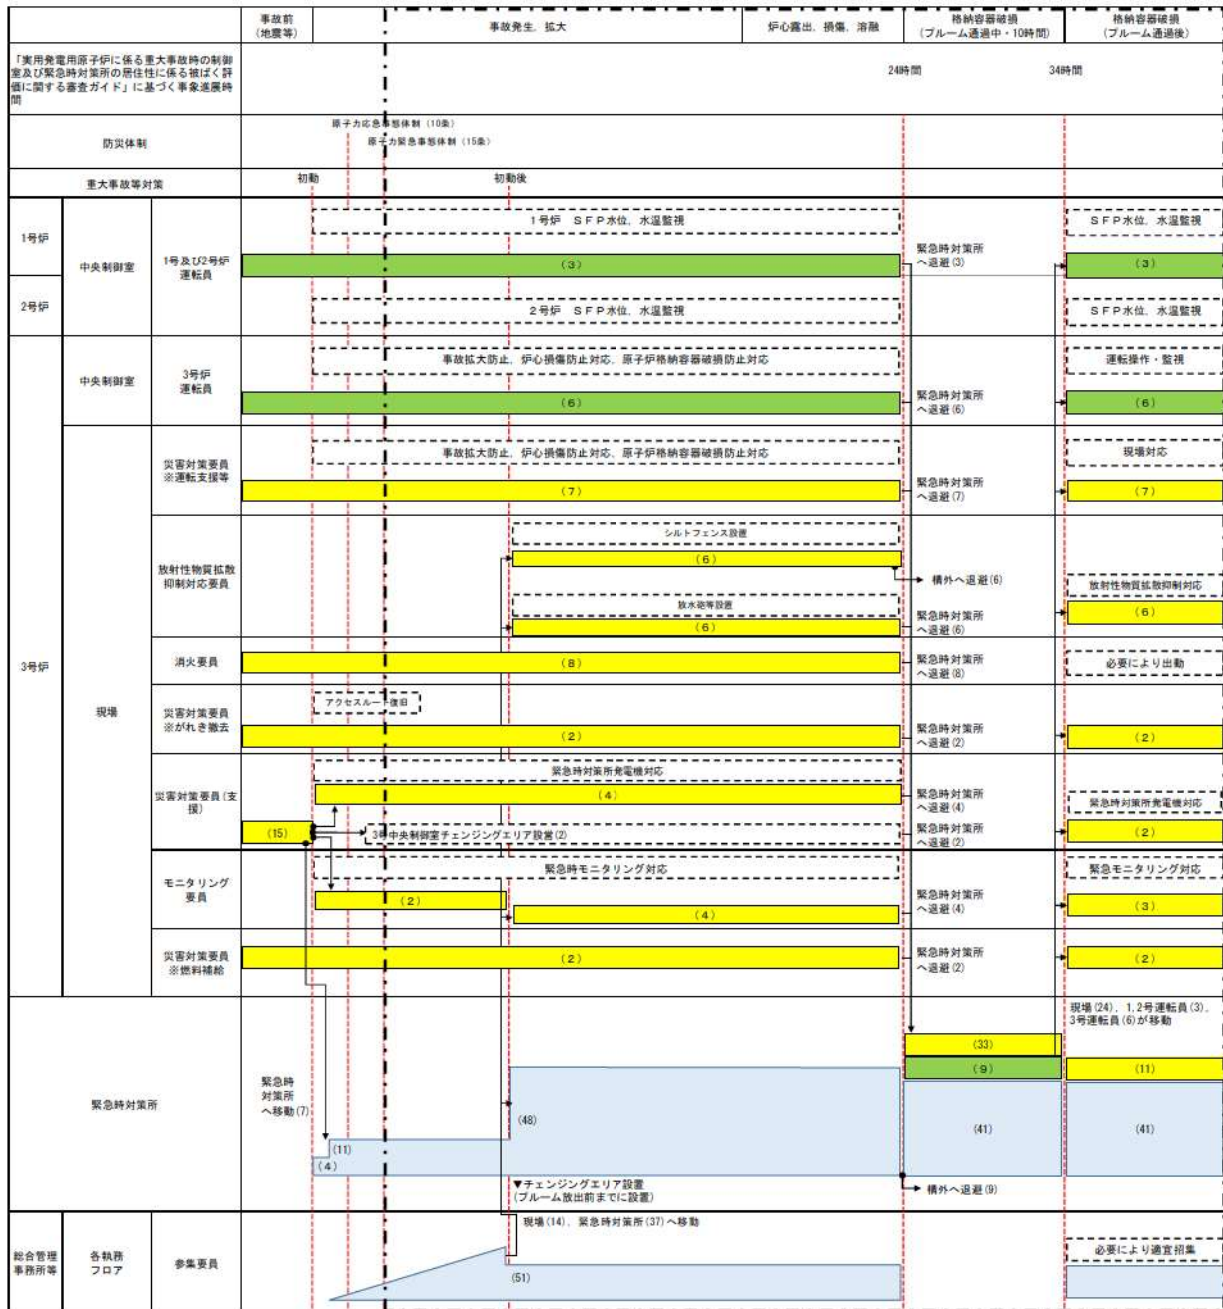 事故前
(地震等)
事故発生，拡大
炉心露出，損傷，溶融
格納容器破損
(プルーム通過中・10時間)
格納容器破損
(プルーム通過後)
「実用発電用原子炉に係る重大事故時の制御
室及び緊急時対策所の居住性に係る被ばく評
価に関する審査ガイド」に基づく事象進展時
間
24時間
34時間
防災体制
原子力応急事態体制 (10条)
原子力緊急事態体制 (15条)
重大事故等対策
初動
初動後
1号炉
2号炉
中央制御室
1号及び2号炉
運転員
1号炉 ＳＦＰ水位，水温監視
ＳＦＰ水位，水温監視
(３)
緊急時対策所
へ退避(3)
(３)
2号炉 ＳＦＰ水位，水温監視
ＳＦＰ水位，水温監視
3号炉
中央制御室
3号炉
運転員
事故拡大防止，炉心損傷防止対応，原子炉格納容器破損防止対応
運転操作・監視
(６)
緊急時対策所
へ退避(6)
(６)
現場
災害対策要員
※運転支援等
事故拡大防止，炉心損傷防止対応，原子炉格納容器破損防止対応
現場対応
(７)
緊急時対策所
へ退避(7)
(７)
放射性物質拡散
抑制対応要員
シルトフェンス設置
(６)
構外へ退避(6)
放水砲等設置
(６)
緊急時対策所
へ退避(6)
放射性物質拡散抑制対応
(６)
消火要員
(８)
緊急時対策所
へ退避(8)
必要により出動
災害対策要員
※がれき撤去
アクセスルート復旧
(２)
緊急時対策所
へ退避(2)
(２)
災害対策要員(支
援)
緊急時対策所発電機対応
(４)
緊急時対策所
へ退避(4)
緊急時対策所発電機対応
(15)
3号中央制御室チェンジングエリア設営(2)
緊急時対策所
へ退避(2)
(２)
モニタリング
要員
緊急時モニタリング対応
緊急モニタリング対応
(２)
(４)
緊急時対策所
へ退避(4)
(３)
災害対策要員
※燃料補給
(２)
緊急時対策所
へ退避(2)
(２)
緊急時対策所
緊急時
対策所
へ移動(7)
(４)
(11)
(48)
(33)
(９)
(41)
現場(24)，1,2号運転員(3)，
3号運転員(6)が移動
(11)
(41)
▼チェンジングエリア設置
(プルーム放出前までに設置)
構外へ退避(9)
総合管理
事務所等
各執務
フロア
参集要員
現場(14)，緊急時対策所(37)へ移動
(51)
必要により適宜招集